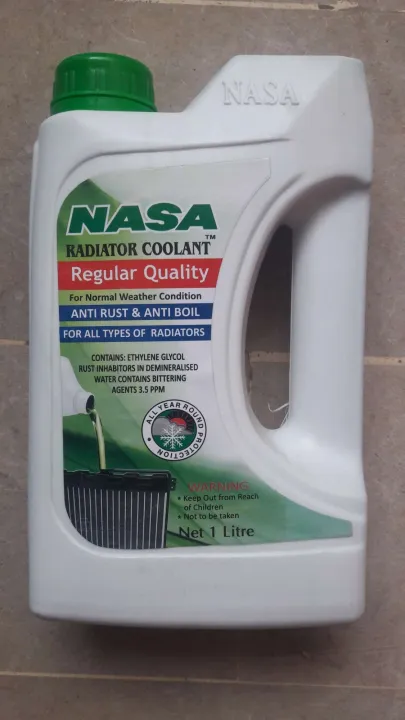 NASA
NASA
TM
RADIATOR COOLANT
Regular Quality
For Normal Weather Condition
ANTI RUST & ANTI BOIL
FOR ALL TYPES OF RADIATORS
CONTAINS: ETHYLENE GLYCOL
RUST INHABITORS IN DEMINERALISED
WATER CONTAINS BITTERING
AGENTS 3.5 PPM
ALL YEAR ROUND PROTECTION
WARNING
• Keep Out from Reach
of Children
• Not to be taken
Net 1 Litre